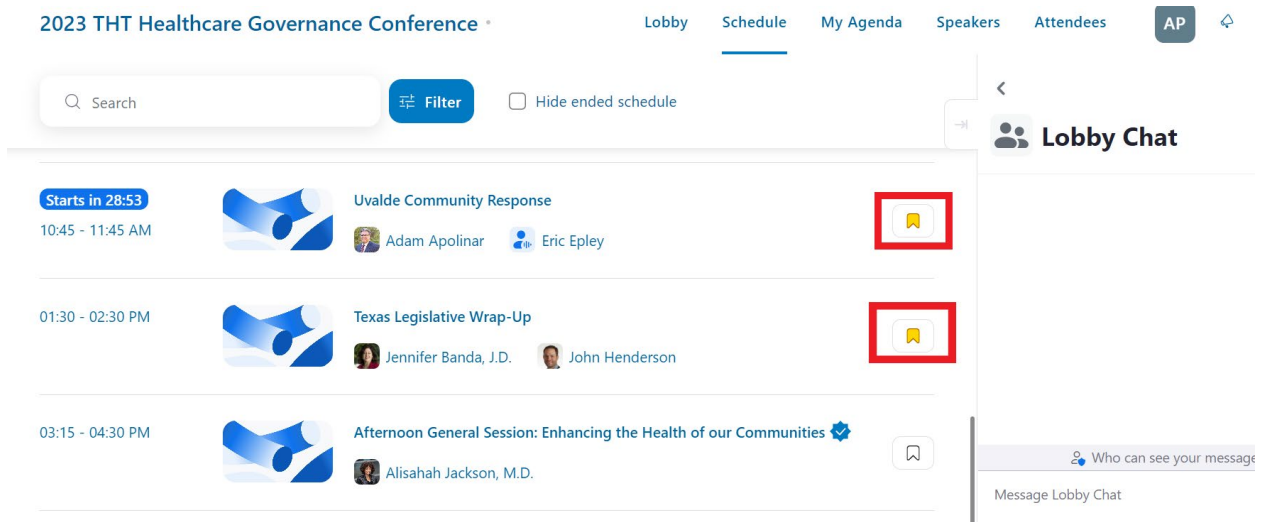 2023 THT Healthcare Governance Conference
Lobby Schedule My Agenda Speakers Attendees AP
Search Filter Hide ended schedule
Lobby Chat
Starts in 28:53
10:45 - 11:45 AM
Uvalde Community Response
Adam Apolinar Eric Epley
01:30 - 02:30 PM
Texas Legislative Wrap-Up
Jennifer Banda, J.D. John Henderson
03:15 - 04:30 PM
Afternoon General Session: Enhancing the Health of our Communities
Alisahah Jackson, M.D.
Who can see your message
Message Lobby Chat